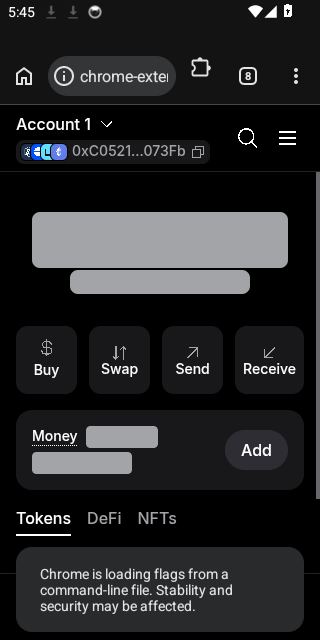 5:45
chrome-exte
8
Account 1
0xC0521...073Fb
Buy
Swap
Send
Receive
Money
Add
Tokens
DeFi
NFTs
Chrome is loading flags from a
command-line file. Stability and
security may be affected.